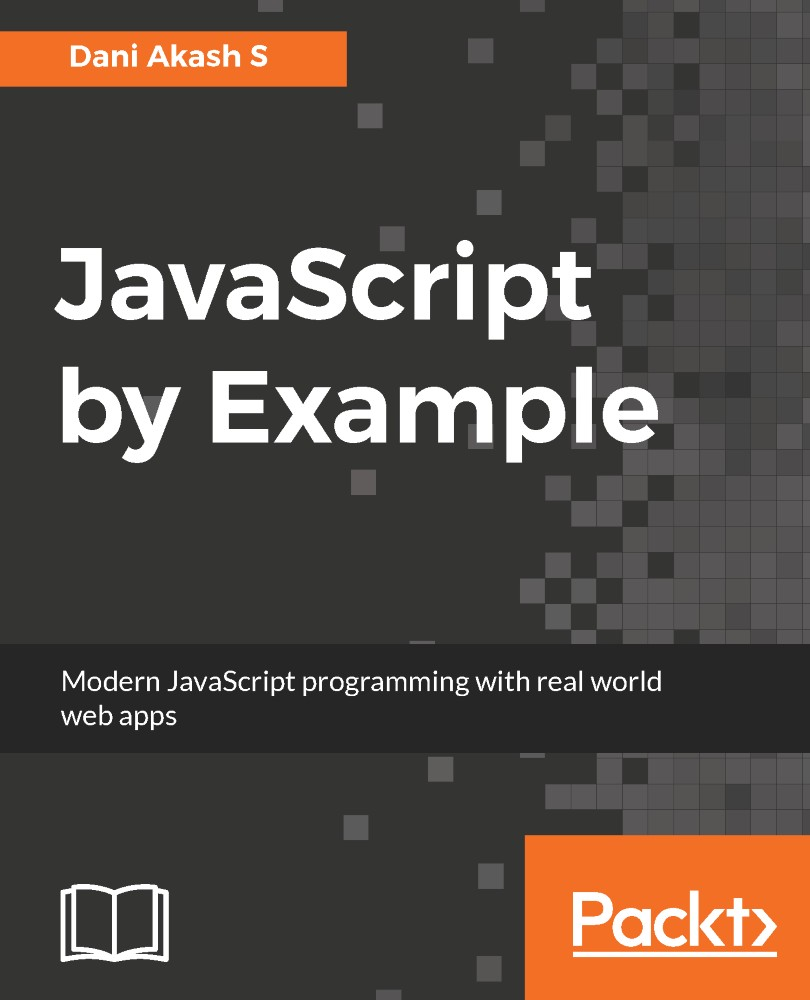 Dani Akash S
JavaScript
by Example
Modern JavaScript programming with real world
web apps
Packt>